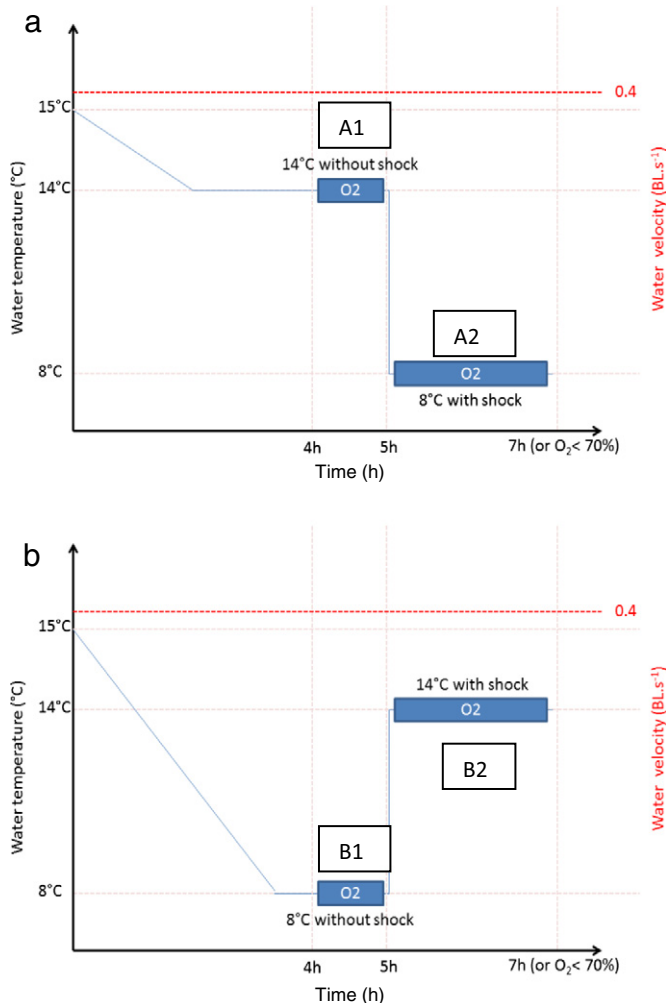 a
0.4
15°C
A1
14°C without shock
14°C
O2
Water temperature (°C)
Water velocity (BL.s⁻¹)
A2
8°C
O2
8°C with shock
4h 5h 7h (or O₂< 70%)
Time (h)
b
0.4
15°C
14°C with shock
14°C
O2
Water temperature (°C)
Water velocity (BL.s⁻¹)
B2
B1
8°C
O2
8°C without shock
4h 5h 7h (or O₂< 70%)
Time (h)